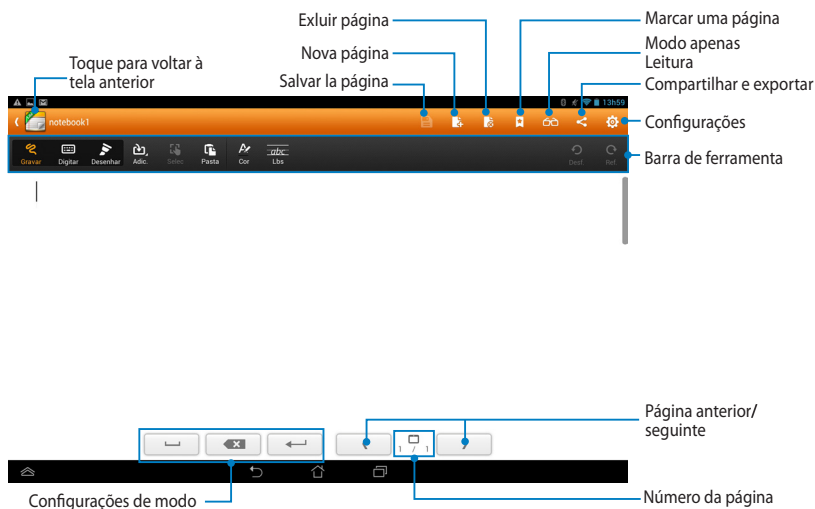 Exluir página
Marcar uma página
Nova página
Modo apenas
Leitura
Toque para voltar à
tela anterior
Salvar la página
Compartilhar e exportar
13h59
notebook1
Configurações
Gravar Digitar Desenhar Adic. Selec Pasta Cor abc Lbs Desf. Ref.
Barra de ferramenta
Página anterior/
seguinte
1 / 1
Configurações de modo
Número da página